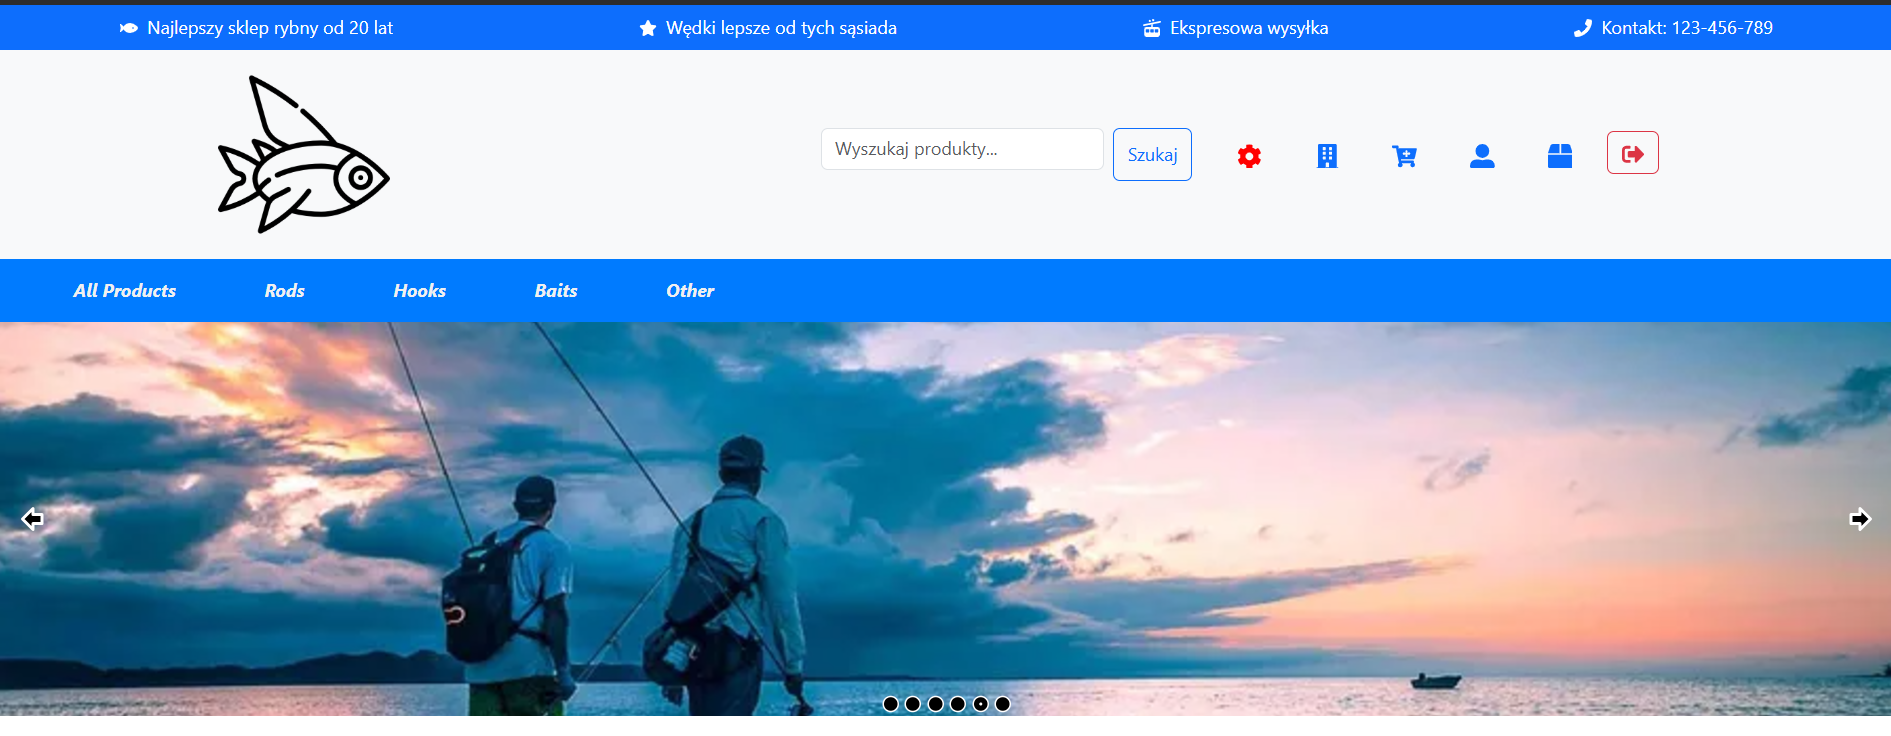 Najlepszy sklep rybny od 20 lat
Wędki lepsze od tych sąsiada
Ekspresowa wysyłka
Kontakt: 123-456-789
Wyszukaj produkty...
Szukaj
All Products
Rods
Hooks
Baits
Other